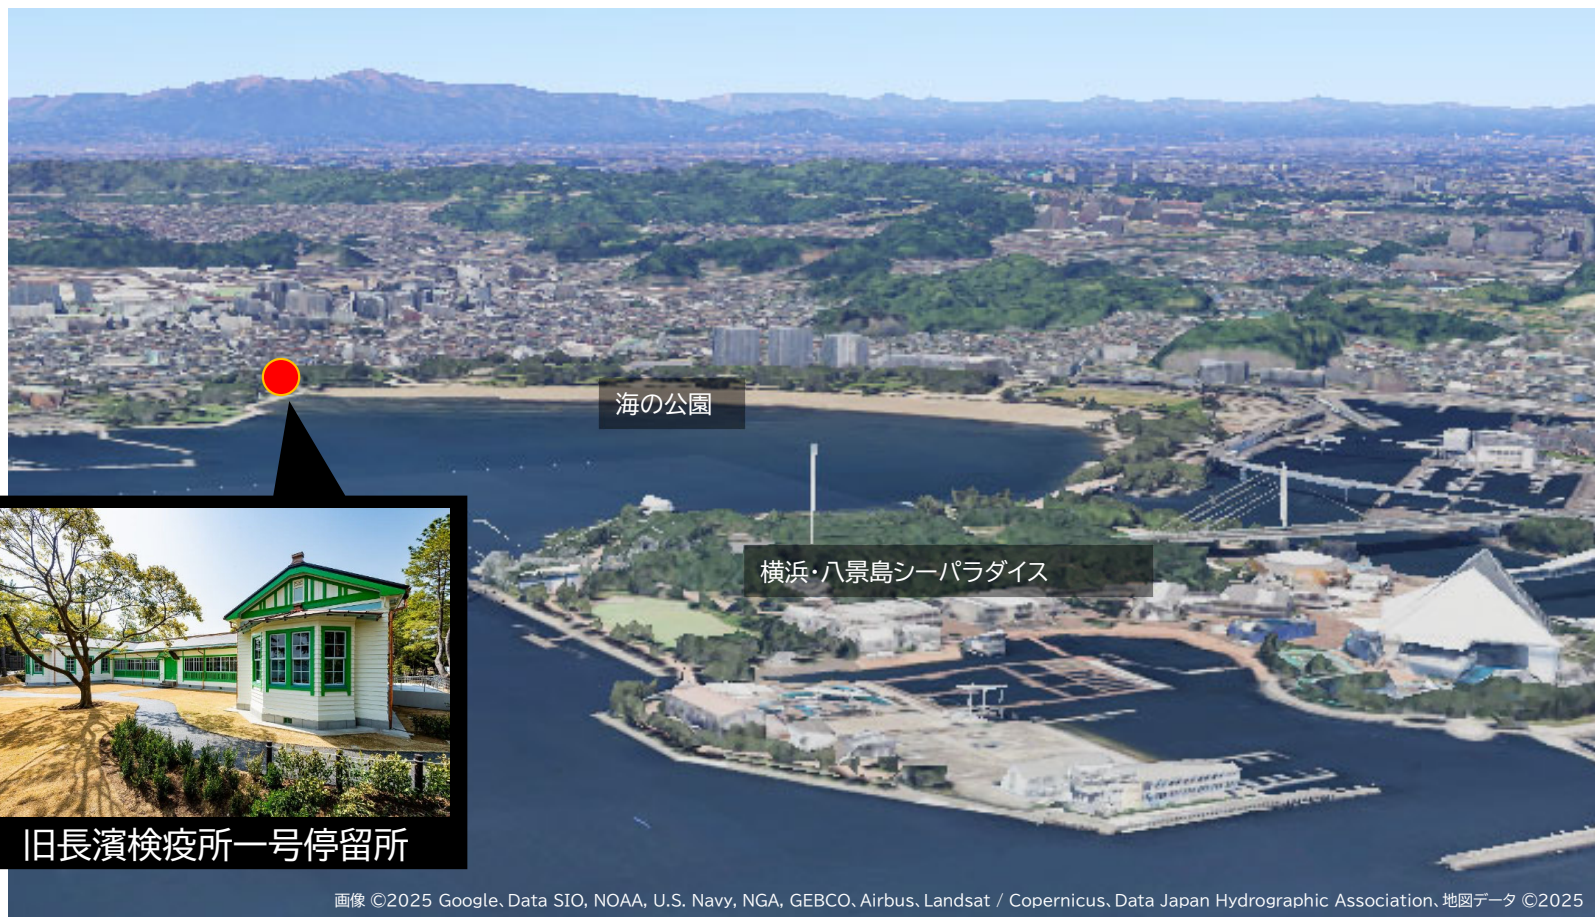 海の公園
横浜・八景島シーパラダイス
旧長濱検疫所一号停留所
画像 ©2025 Google、Data SIO, NOAA, U.S. Navy, NGA, GEBCO、Airbus、Landsat / Copernicus、Data Japan Hydrographic Association、地図データ ©2025